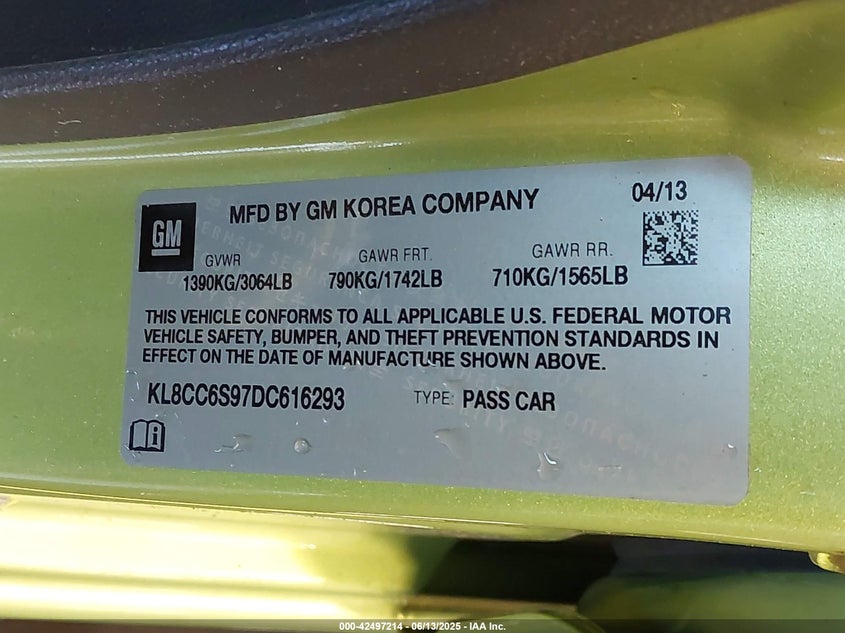 GM
MFD BY GM KOREA COMPANY
04/13
GVWR GAWR FRT. GAWR RR.
1390KG/3064LB 790KG/1742LB 710KG/1565LB
THIS VEHICLE CONFORMS TO ALL APPLICABLE U.S. FEDERAL MOTOR
VEHICLE SAFETY, BUMPER, AND THEFT PREVENTION STANDARDS IN
EFFECT ON THE DATE OF MANUFACTURE SHOWN ABOVE.
KL8CC6S97DC616293 TYPE: PASS CAR
000-42497214 - 06/13/2025 - IAA Inc.